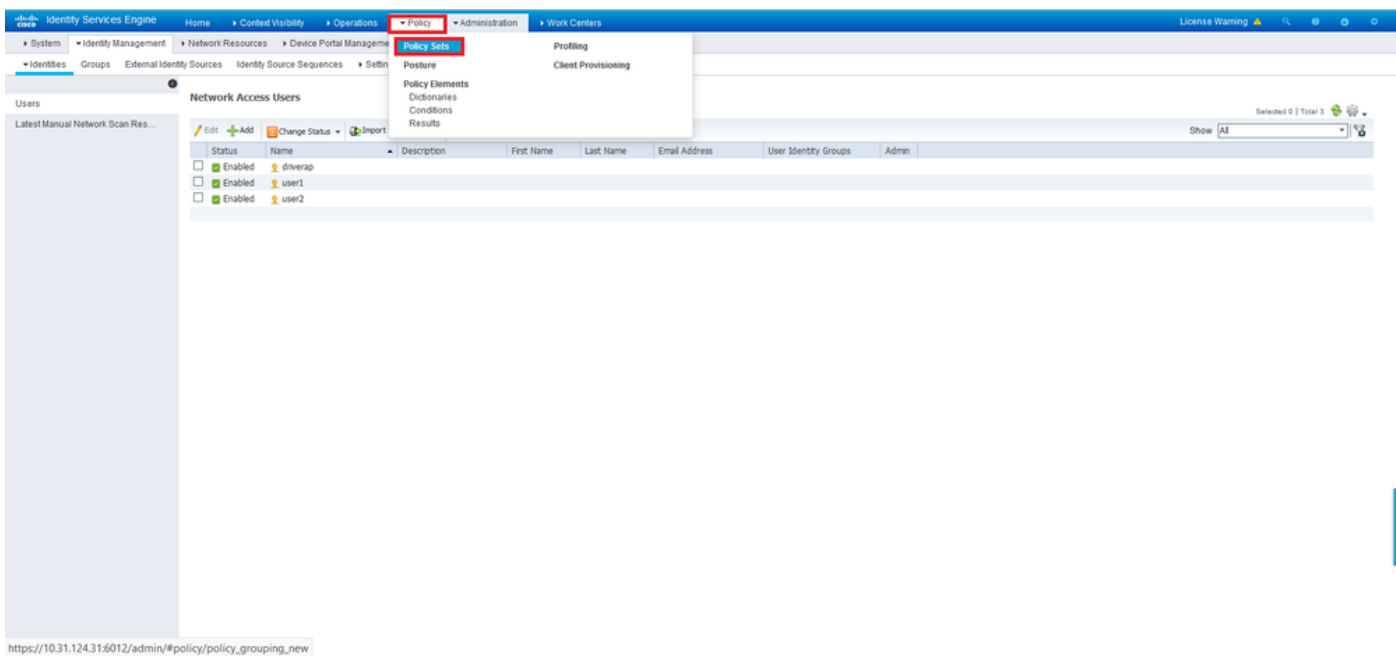 cisco Identity Services Engine Home Context Visibility Operations Policy Administration Work Centers License Warning
System Identity Management Network Resources Device Portal Manageme
Policy Sets Profiling
Identities Groups External Identity Sources Identity Source Sequences Settin
Posture Client Provisioning
Policy Elements
Dictionaries
Conditions
Results
Users
Latest Manual Network Scan Res...
Network Access Users
Selected 0 | Total 3
Edit Add Change Status Import
Show All
Status Name Description First Name Last Name Email Address User Identity Groups Admin
Enabled driverap
Enabled user1
Enabled user2
https://10.31.124.31:6012/admin/#policy/policy_grouping_new